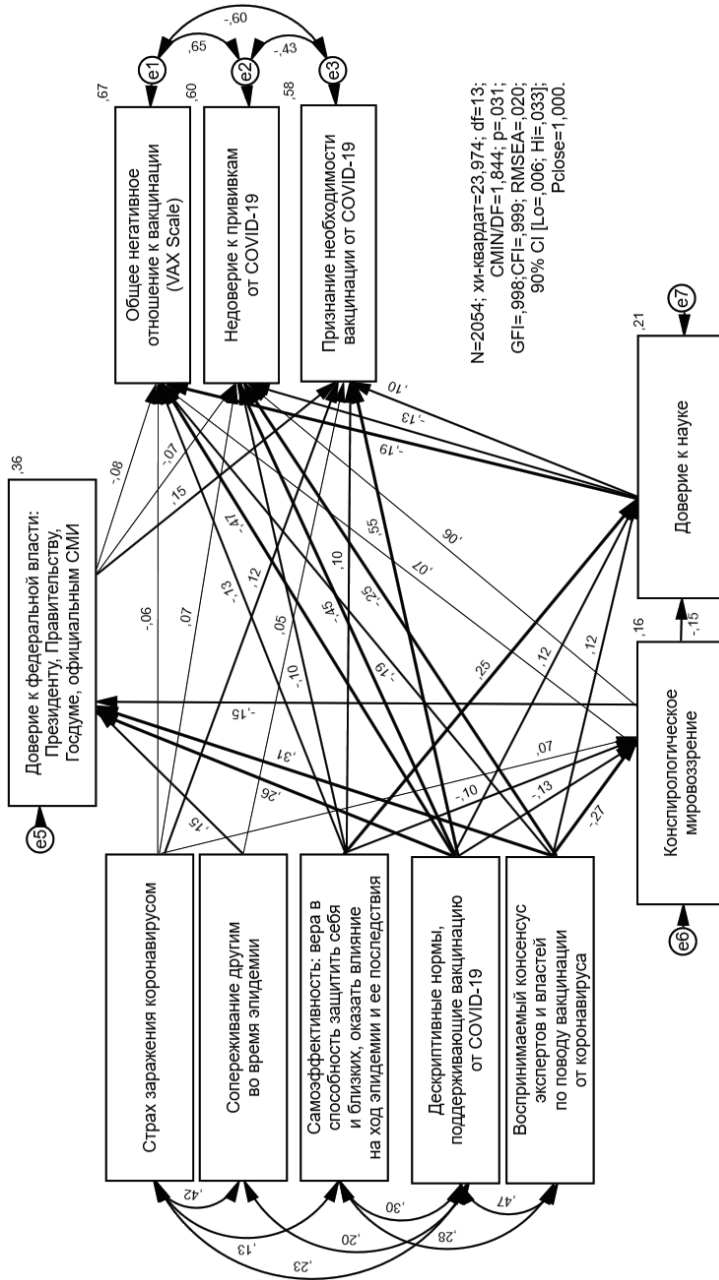 Доверие к федеральной власти:
Президенту, Правительству,
Госдуме, официальным СМИ
,36
e5
Страх заражения коронавирусом
Сопереживание другим
во время эпидемии
Самоэффективность: вера в
способность защитить себя
и близких, оказать влияние
на ход эпидемии и ее последствия
Дескриптивные нормы,
поддерживающие вакцинацию
от COVID-19
Воспринимаемый консенсус
экспертов и властей
по поводу вакцинации
от коронавируса
,42
,13
,23
,20
,30
,28
,47
,15
,26
,31
-,15
-,08
-,07
,15
-,06
,07
,12
,05
-,13
-,10
,10
-,47
-,45
,55
-,19
-,25
,25
,12
,12
,07
-,10
-,13
-,27
,07
,06
-,19
-,13
,10
Общее негативное
отношение к вакцинации
(VAX Scale)
,67
e1
Недоверие к прививкам
от COVID-19
,60
e2
Признание необходимости
вакцинации от COVID-19
,58
e3
,65
-,43
-,60
N=2054; хи-квардат=23,974; df=13;
CMIN/DF=1,844; p=,031;
GFI=,998;CFI=,999; RMSEA=,020;
90% CI [Lo=,006; Hi=,033];
Pclose=1,000.
Конспирологическое
мировоззрение
,16
e6
-,15
Доверие к науке
,21
e7